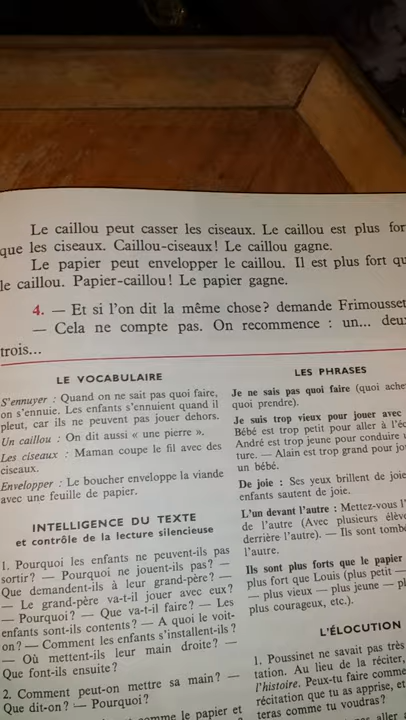 Le caillou peut casser les ciseaux. Le caillou est plus for
que les ciseaux. Caillou-ciseaux! Le caillou gagne.
Le papier peut envelopper le caillou. Il est plus fort qu
le caillou. Papier-caillou! Le papier gagne.
4. — Et si l'on dit la même chose? demande Frimousset
— Cela ne compte pas. On recommence : un... deux
trois...
LE VOCABULAIRE
S'ennuyer : Quand on ne sait pas quoi faire,
on s'ennuie. Les enfants s'ennuient quand il
pleut, car ils ne peuvent pas jouer dehors.
Un caillou : On dit aussi « une pierre ».
Les ciseaux : Maman coupe le fil avec des
ciseaux.
Envelopper : Le boucher enveloppe la viande
avec une feuille de papier.
INTELLIGENCE DU TEXTE
et contrôle de la lecture silencieuse
1. Pourquoi les enfants ne peuvent-ils pas
sortir? — Pourquoi ne jouent-ils pas? —
Que demandent-ils à leur grand-père? —
— Le grand-père va-t-il jouer avec eux?
— Pourquoi? — Que va-t-il faire? — Les
enfants sont-ils contents? — A quoi le voit-
on? — Comment les enfants s'installent-ils?
— Où mettent-ils leur main droite? —
Que font-ils ensuite?
2. Comment peut-on mettre sa main? —
Que dit-on? — Pourquoi?
comme le papier et
LES PHRASES
Je ne sais pas quoi faire (quoi ache
quoi prendre).
Je suis trop vieux pour jouer avec
Bébé est trop petit pour aller à l'éc
André est trop jeune pour conduire
ture. — Alain est trop grand pour jo
un bébé.
De joie : Ses yeux brillent de joie
enfants sautent de joie.
L'un devant l'autre : Mettez-vous l'
de l'autre (Avec plusieurs élèv
derrière l'autre). — Ils sont tomb
l'autre.
Ils sont plus forts que le papier
plus fort que Louis (plus petit —
— plus vieux — plus jeune — pl
plus courageux, etc.).
L'ÉLOCUTION
1. Poussinet ne savait pas très
tation. Au lieu de la réciter,
l'histoire. Peux-tu faire comme
récitation que tu as apprise, et
teras comme tu voudras?
aller